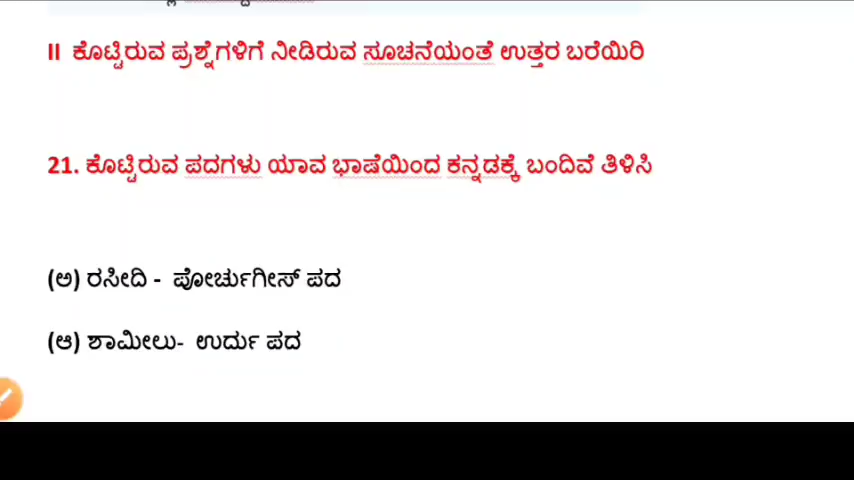 II ಕೊಟ್ಟಿರುವ ಪ್ರಶ್ನೆಗಳಿಗೆ ನೀಡಿರುವ ಸೂಚನೆಯಂತೆ ಉತ್ತರ ಬರೆಯಿರಿ
21. ಕೊಟ್ಟಿರುವ ಪದಗಳು ಯಾವ ಭಾಷೆಯಿಂದ ಕನ್ನಡಕ್ಕೆ ಬಂದಿವೆ ತಿಳಿಸಿ
(ಅ) ರಸೀದಿ - ಪೋರ್ಚುಗೀಸ್ ಪದ
(ಆ) ಶಾಮೀಲು- ಉರ್ದು ಪದ